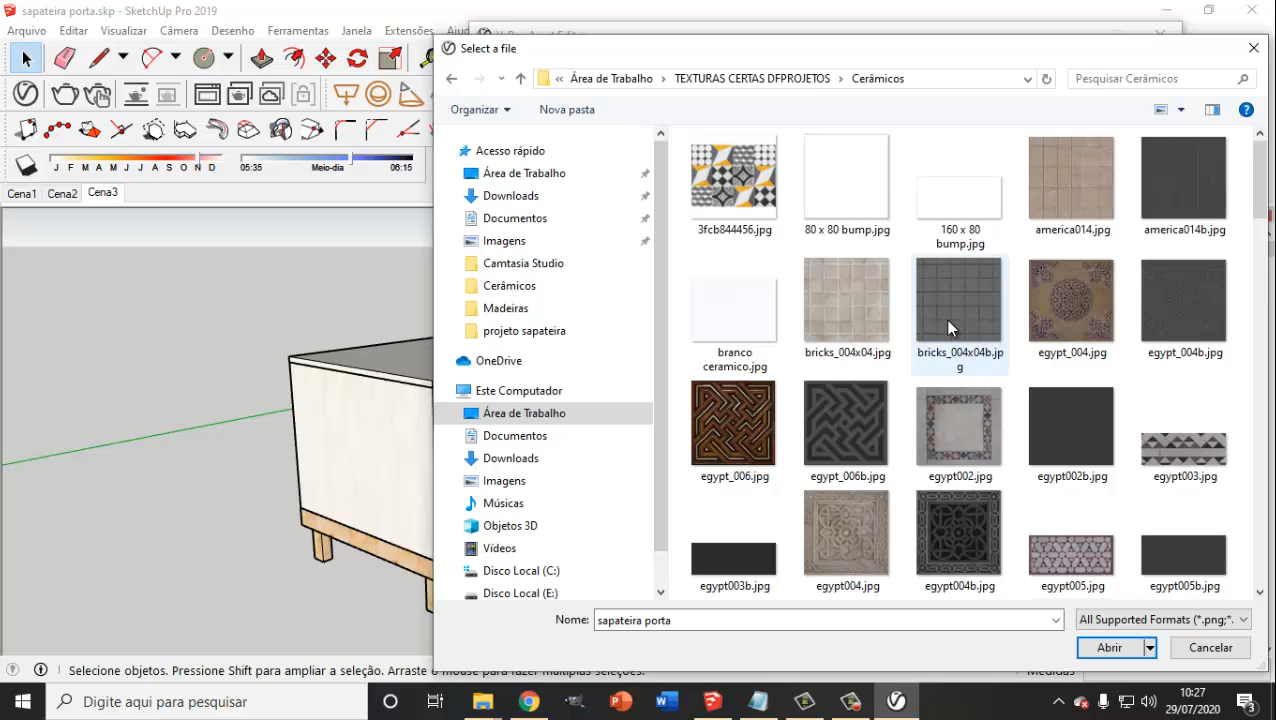 sapateira porta.skp - SketchUp Pro 2019
Arquivo Editar Visualizar Câmera Desenho Ferramentas Janela Extensões
J F M A M J J A S O N D 05:35 Meio-dia 06:15
Cena1 Cena2 Cena3
Select a file
« Área de Trabalho > TEXTURAS CERTAS DFPROJETOS > Cerâmicos
Pesquisar Cerâmicos
Organizar Nova pasta
Acesso rápido
Área de Trabalho
Downloads
Documentos
Imagens
Camtasia Studio
Cerâmicos
Madeiras
projeto sapateira
OneDrive
Este Computador
Área de Trabalho
Documentos
Downloads
Imagens
Músicas
Objetos 3D
Vídeos
Disco Local (C:)
Disco Local (E:)
3fcb844456.jpg 80 x 80 bump.jpg 160 x 80 america014.jpg america014b.jpg
bump.jpg
branco bricks_004x04.jpg bricks_004x04b.jp egypt_004.jpg egypt_004b.jpg
ceramico.jpg g
egypt_006.jpg egypt_006b.jpg egypt002.jpg egypt002b.jpg egypt003.jpg
egypt003b.jpg egypt004.jpg egypt004b.jpg egypt005.jpg egypt005b.jpg
Nome: sapateira porta All Supported Formats (*.png;*.
Abrir Cancelar
Selecione objetos. Pressione Shift para ampliar a seleção. Arraste o mouse para fazer múltiplas seleções. Medidas
Digite aqui para pesquisar
10:27
29/07/2020
3